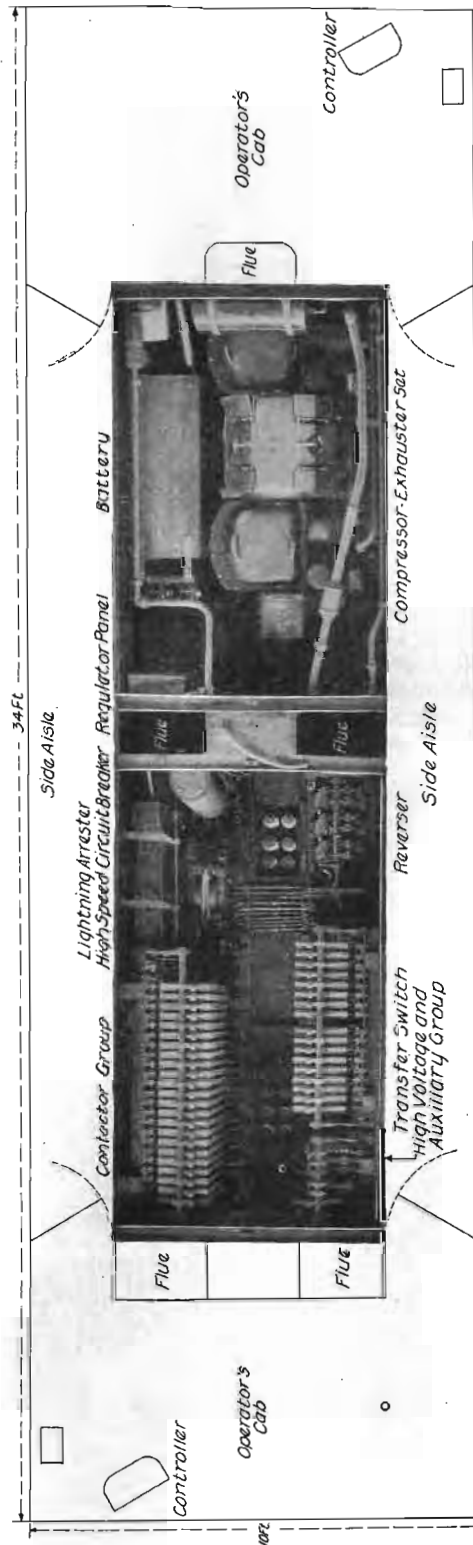 34 Ft
Side Aisle
Lightning Arrester
Contactor Group
High Speed Circuit Breaker
Regulator Panel
Battery
Controller
Operator's
Cab
Flue
Flue
Flue
Flue
Flue
Operator's
Cab
Controller
Transfer Switch
High Voltage and
Auxiliary Group
Reverser
Compressor-Exhauster Set
Side Aisle
10Ft